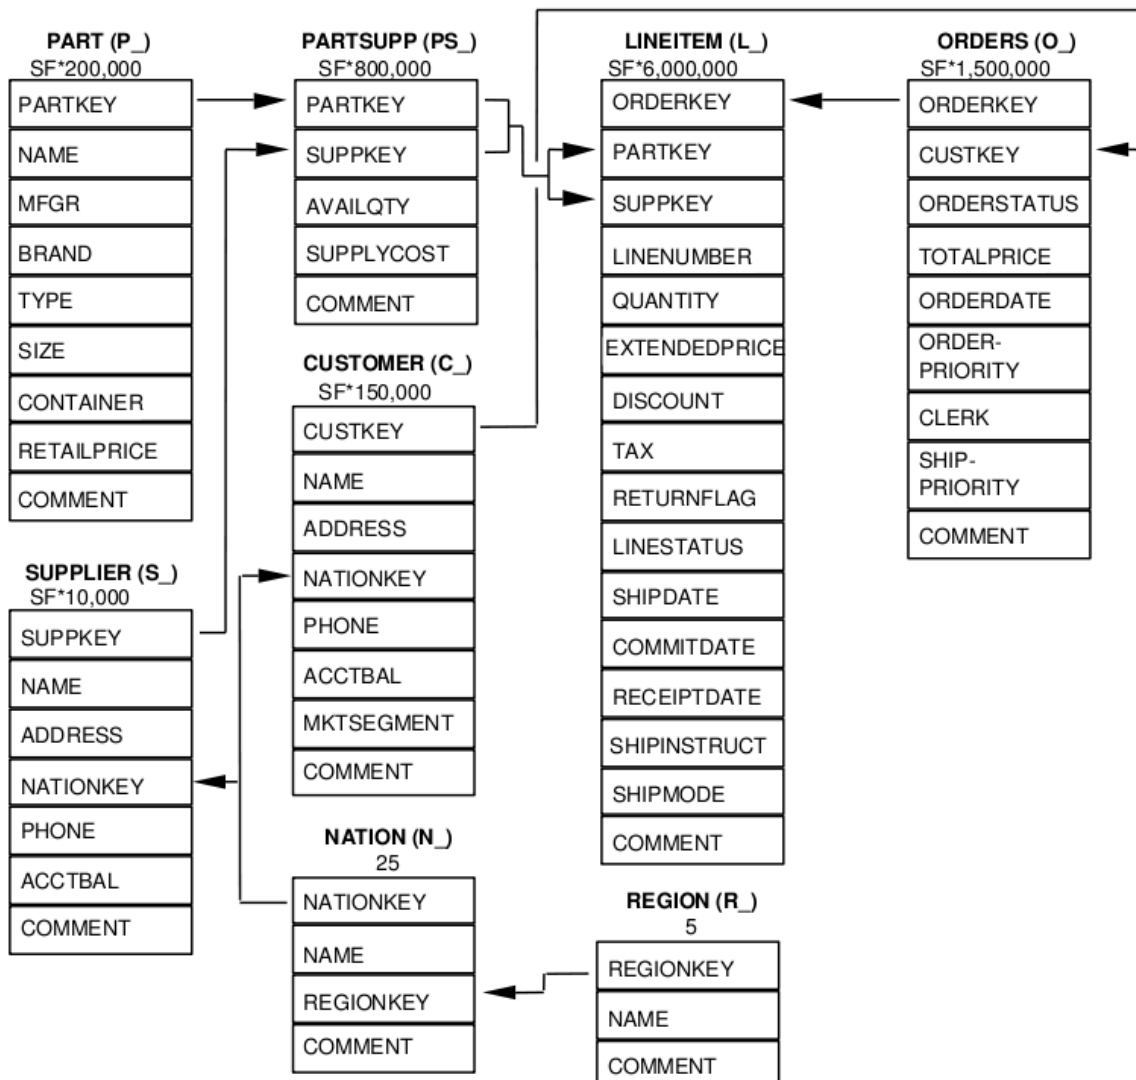 PART (P_)
SF*200,000
PARTKEY
NAME
MFGR
BRAND
TYPE
SIZE
CONTAINER
RETAILPRICE
COMMENT
SUPPLIER (S_)
SF*10,000
SUPPKEY
NAME
ADDRESS
NATIONKEY
PHONE
ACCTBAL
COMMENT
PARTSUPP (PS_)
SF*800,000
PARTKEY
SUPPKEY
AVAILQTY
SUPPLYCOST
COMMENT
CUSTOMER (C_)
SF*150,000
CUSTKEY
NAME
ADDRESS
NATIONKEY
PHONE
ACCTBAL
MKTSEGMENT
COMMENT
NATION (N_)
25
NATIONKEY
NAME
REGIONKEY
COMMENT
LINEITEM (L_)
SF*6,000,000
ORDERKEY
PARTKEY
SUPPKEY
LINENUMBER
QUANTITY
EXTENDEDPRICE
DISCOUNT
TAX
RETURNFLAG
LINESTATUS
SHIPDATE
COMMITDATE
RECEIPTDATE
SHIPINSTRUCT
SHIPMODE
COMMENT
REGION (R_)
5
REGIONKEY
NAME
COMMENT
ORDERS (O_)
SF*1,500,000
ORDERKEY
CUSTKEY
ORDERSTATUS
TOTALPRICE
ORDERDATE
ORDER-
PRIORITY
CLERK
SHIP-
PRIORITY
COMMENT